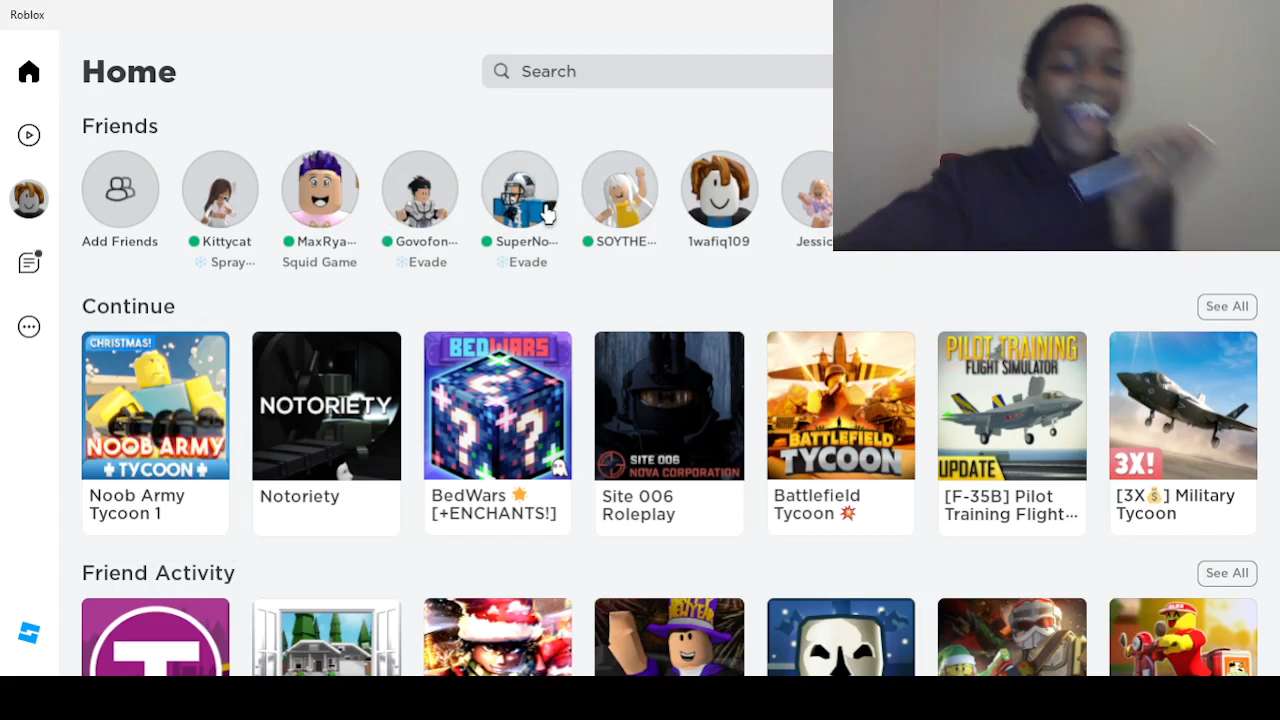 Roblox
Home
Search
Friends
Add Friends
Kittycat
Spray...
MaxRya...
Squid Game
Govofon...
Evade
SuperNo...
Evade
SOYTHE...
1wafiq109
Jessic
Continue
See All
CHRISTMAS!
NOOB ARMY
TYCOON
Noob Army
Tycoon 1
NOTORIETY
Notoriety
BEDWARS
BedWars ⭐
[+ENCHANTS!]
SITE 006
NOVA CORPORATION
Site 006
Roleplay
BATTLEFIELD
TYCOON
Battlefield
Tycoon 💥
PILOT TRAINING
FLIGHT SIMULATOR
UPDATE
[F-35B] Pilot
Training Flight...
3X!
[3X💰] Military
Tycoon
Friend Activity
See All